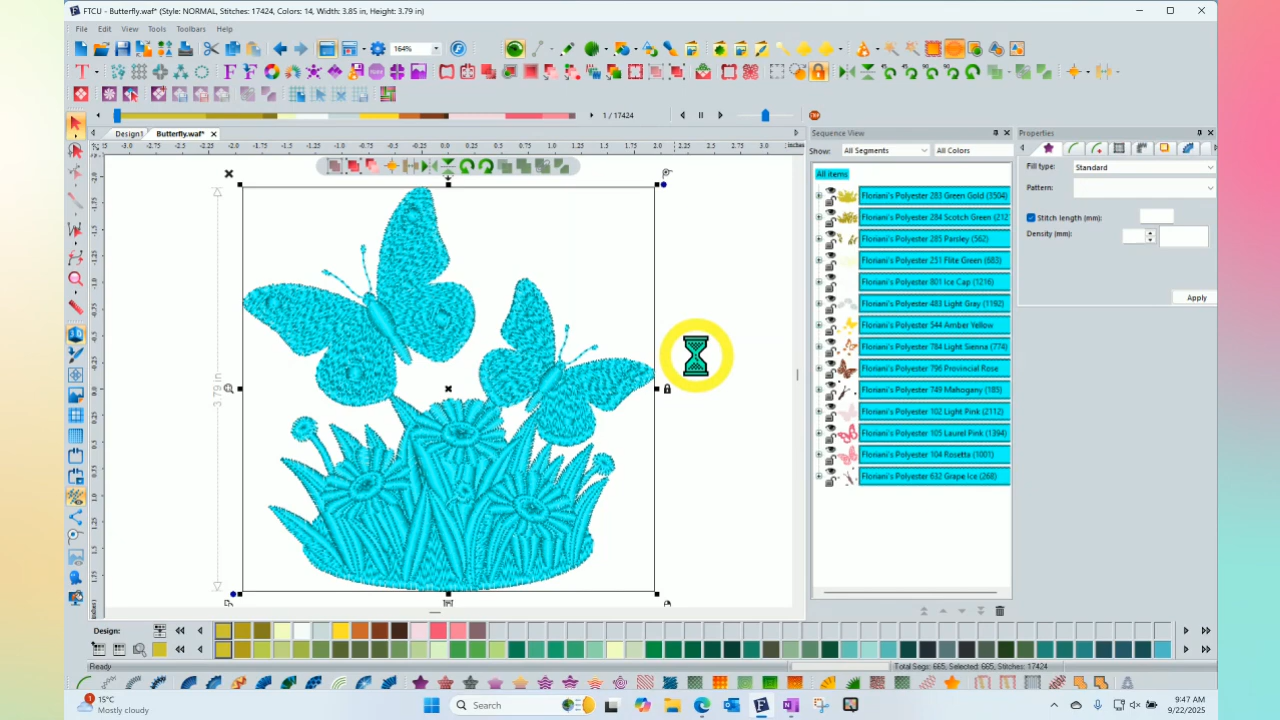 FTCU - Butterfly.waf* (Style: NORMAL, Stitches: 17424, Colors: 14, Width: 3.85 in, Height: 3.79 in)
File Edit View Tools Toolbars Help
164%
1 / 17424
Design1 Butterfly.waf*
Sequence View
Properties
Show: All Segments All Colors
All items
Floriani's Polyester 283 Green Gold (3504)
Floriani's Polyester 284 Scotch Green (212
Floriani's Polyester 285 Parsley (562)
Floriani's Polyester 231 Flite Green (683)
Floriani's Polyester 801 Ice Cap (1216)
Floriani's Polyester 483 Light Gray (1192)
Floriani's Polyester 544 Amber Yellow
Floriani's Polyester 784 Light Sienna (774)
Floriani's Polyester 796 Provincial Rose
Floriani's Polyester 749 Mahogany (185)
Floriani's Polyester 102 Light Pink (2112)
Floriani's Polyester 105 Laurel Pink (1394)
Floriani's Polyester 104 Rosetta (1001)
Floriani's Polyester 632 Grape Ice (268)
Fill type: Standard
Pattern:
Stitch length (mm):
Density (mm):
Apply
3.79 in
Design:
Ready
Total Segs: 665, Selected: 665, Stitches: 17424
15°C
Mostly cloudy
Search
9:47 AM
9/22/2025